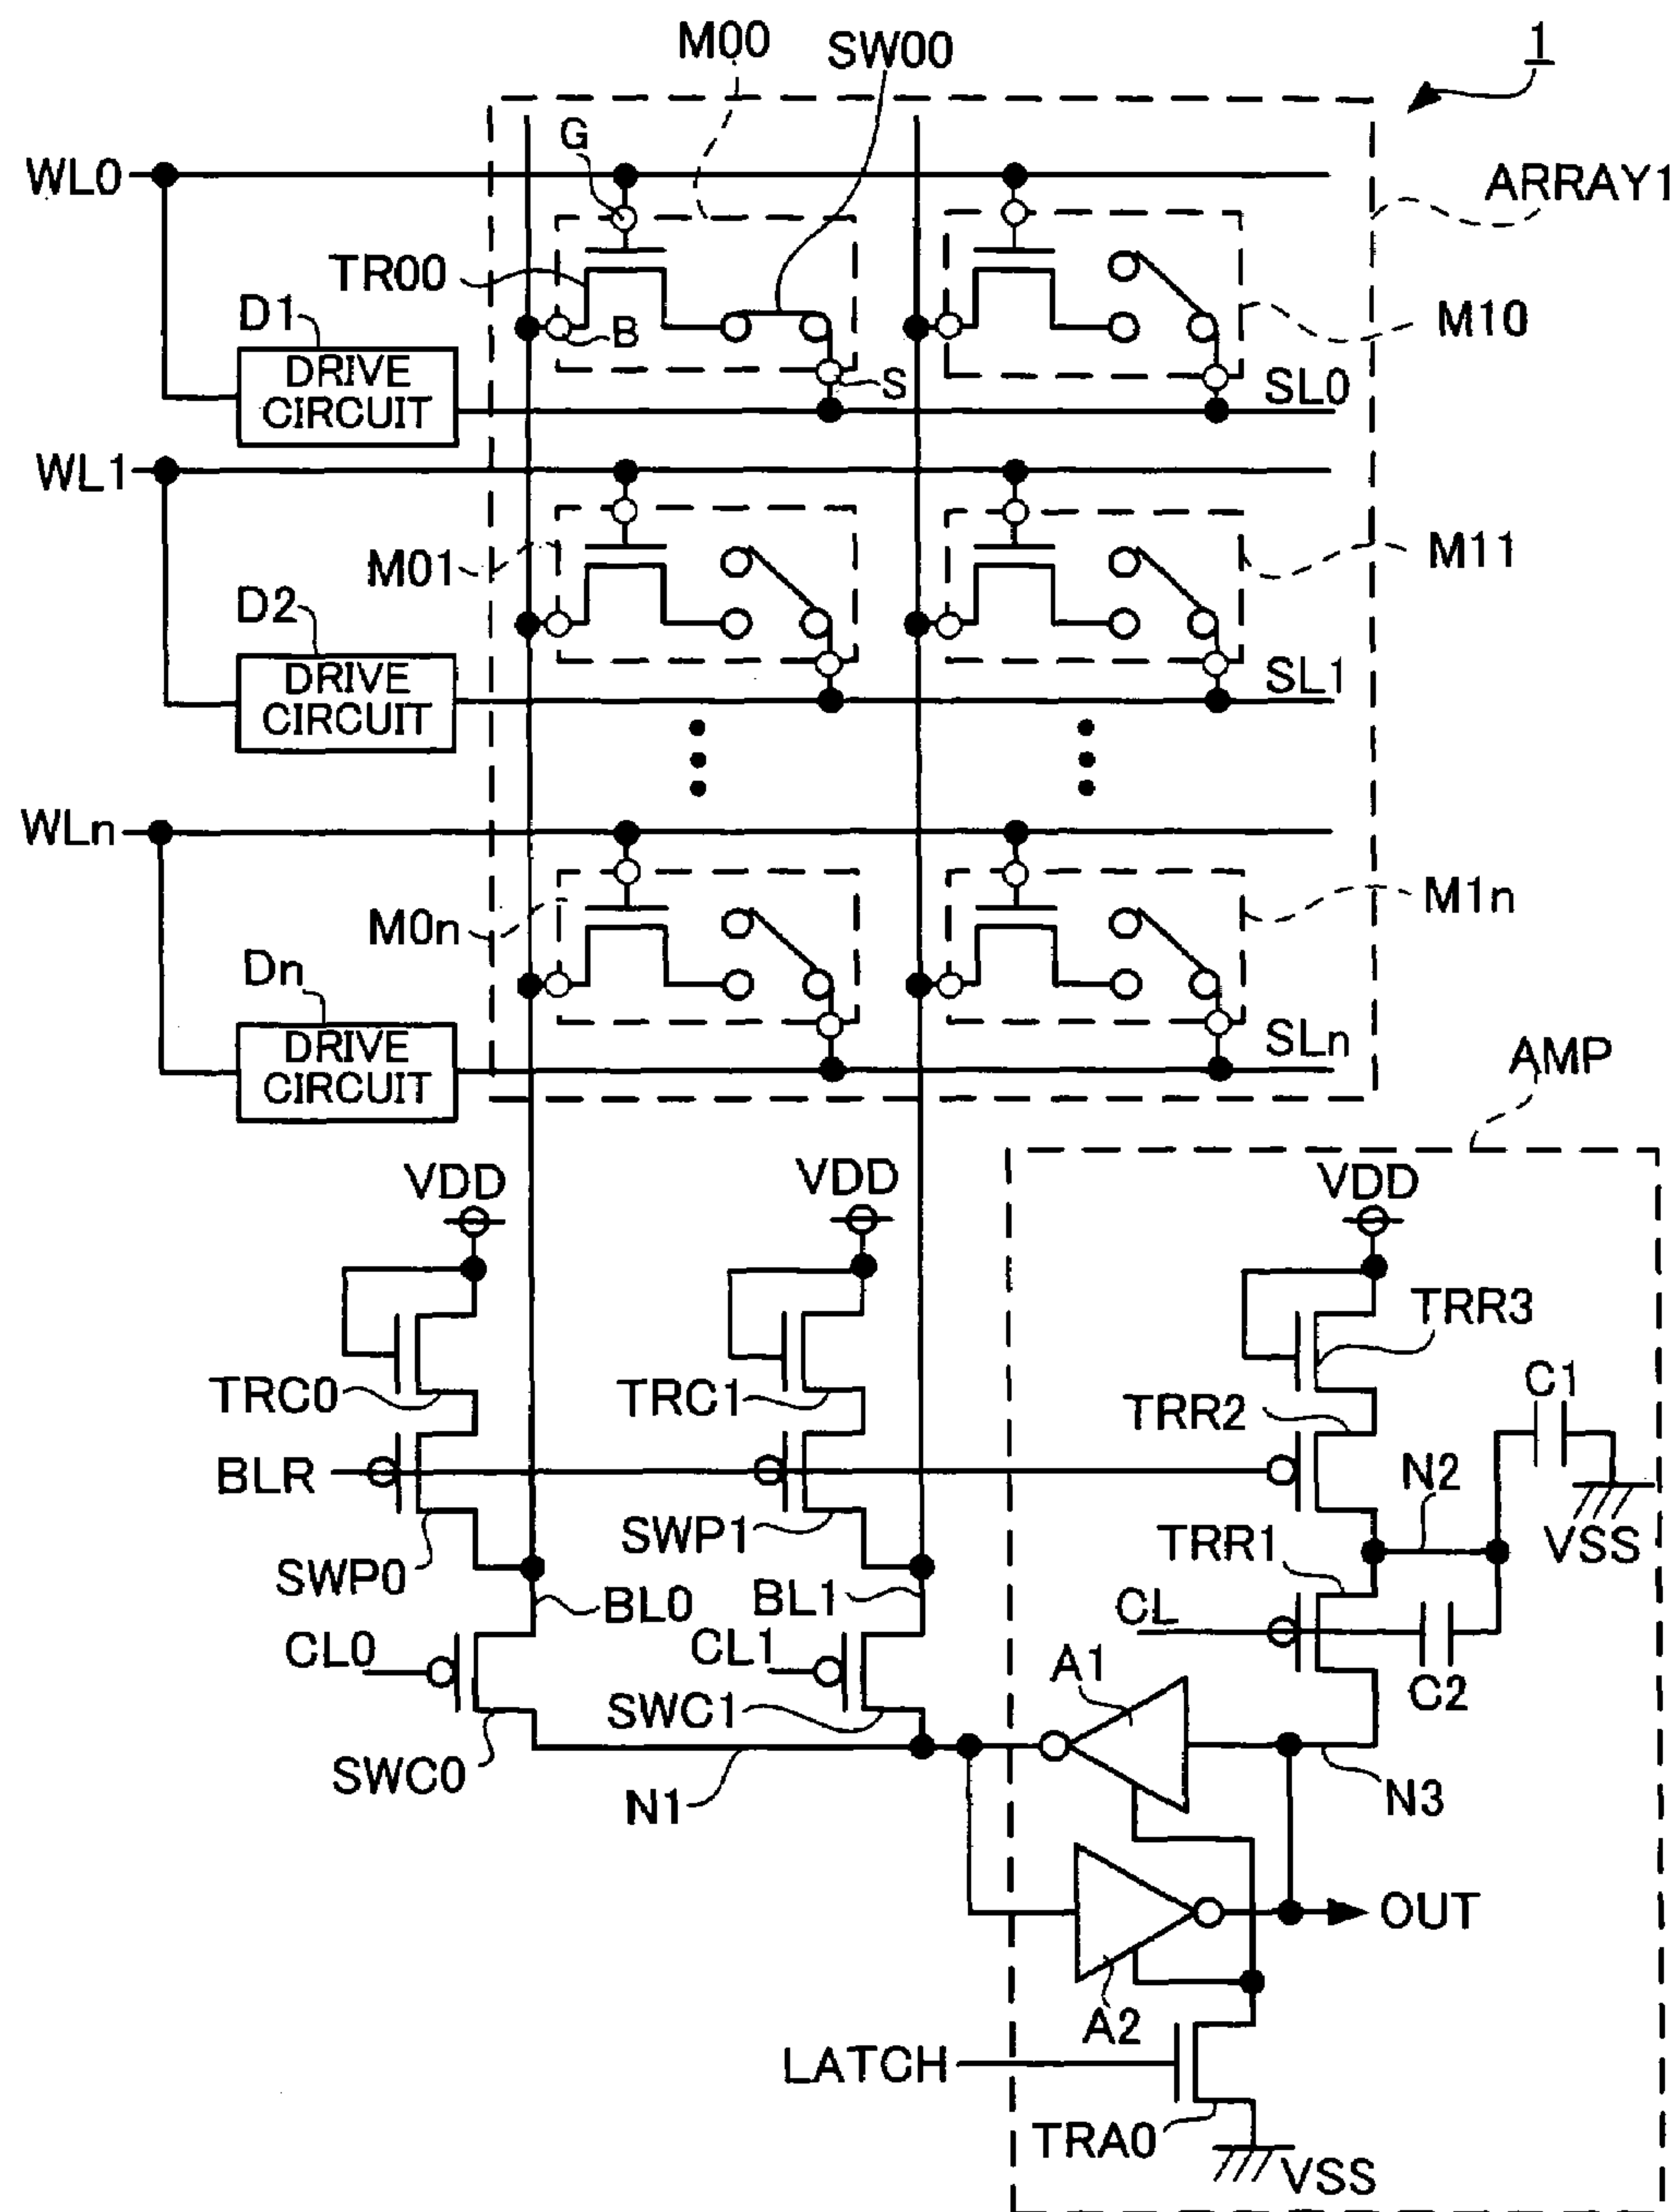 M00
SW00
1
WL0
G
ARRAY1
TR00
D1
B
M10
DRIVE
CIRCUIT
S
SL0
WL1
M01
M11
D2
DRIVE
CIRCUIT
SL1
WLn
M0n
M1n
Dn
DRIVE
CIRCUIT
SLn
AMP
VDD
VDD
VDD
TRR3
TRC0
TRC1
TRR2
C1
BLR
N2
SWP1
TRR1
VSS
SWP0
BL0
BL1
CL
CL0
CL1
A1
C2
SWC1
SWC0
N1
N3
OUT
A2
LATCH
TRA0
VSS